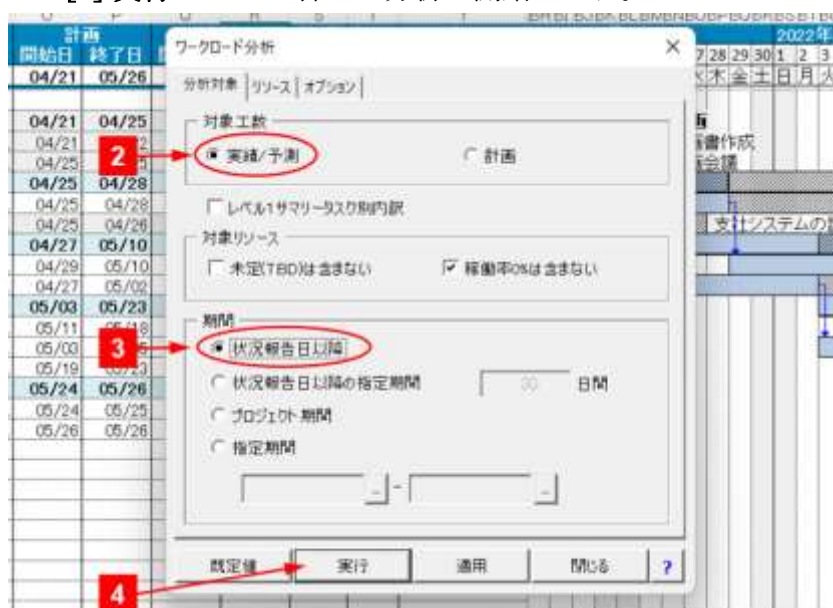 計画
開始日 終了日
2022年
04/21 05/26
04/21 04/25
04/21
04/25
04/25 04/28
04/25 04/28
04/25 04/26
04/27 05/10
04/29 05/10
04/27 05/02
05/03 05/23
05/11
05/03
05/19
05/24 05/26
05/24 05/25
05/26 05/26
ワークロード分析
分析対象 リソース オプション
対象工数
2
実績/予測 計画
レベル1サマリータスク別内訳
対象リソース
未定(TBD)は含まない 稼働率0%は含まない
期間
3
状況報告日以降
状況報告日以降の指定期間 30 日間
プロジェクト期間
指定期間
-
既定値 実行 適用 閉じる ?
4
28 29 30 1 2 3
木 金 土 日 月 火
書作成
会議
支社システムの